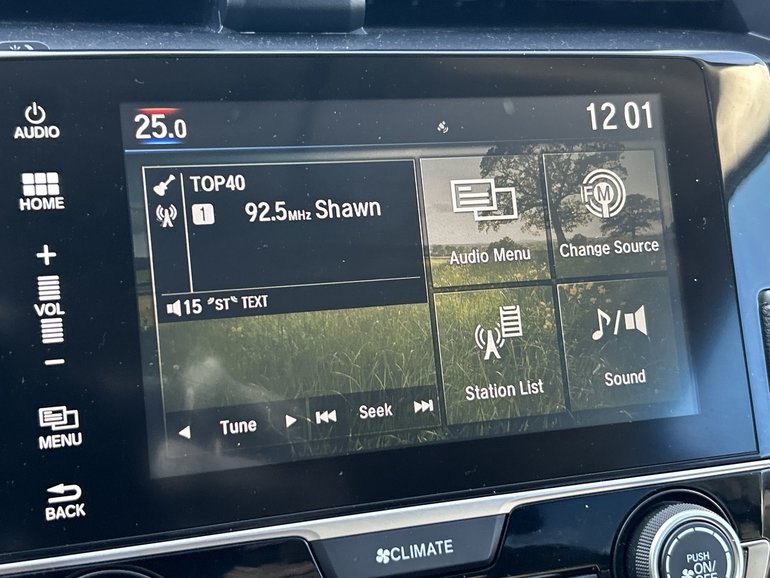 AUDIO
HOME
+
VOL
-
MENU
BACK
25.0
12 01
TOP40
1
92.5MHz Shawn
15 "ST" TEXT
Tune
Seek
Audio Menu
FM
Change Source
Station List
Sound
CLIMATE
PUSH
ON/